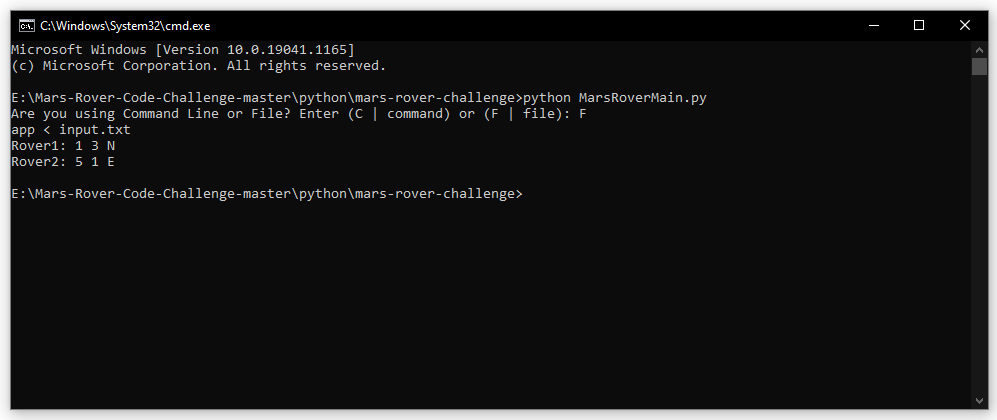 C:\Windows\System32\cmd.exe
Microsoft Windows [Version 10.0.19041.1165]
(c) Microsoft Corporation. All rights reserved.
E:\Mars-Rover-Code-Challenge-master\python\mars-rover-challenge>python MarsRoverMain.py
Are you using Command Line or File? Enter (C | command) or (F | file): F
app < input.txt
Rover1: 1 3 N
Rover2: 5 1 E
E:\Mars-Rover-Code-Challenge-master\python\mars-rover-challenge>